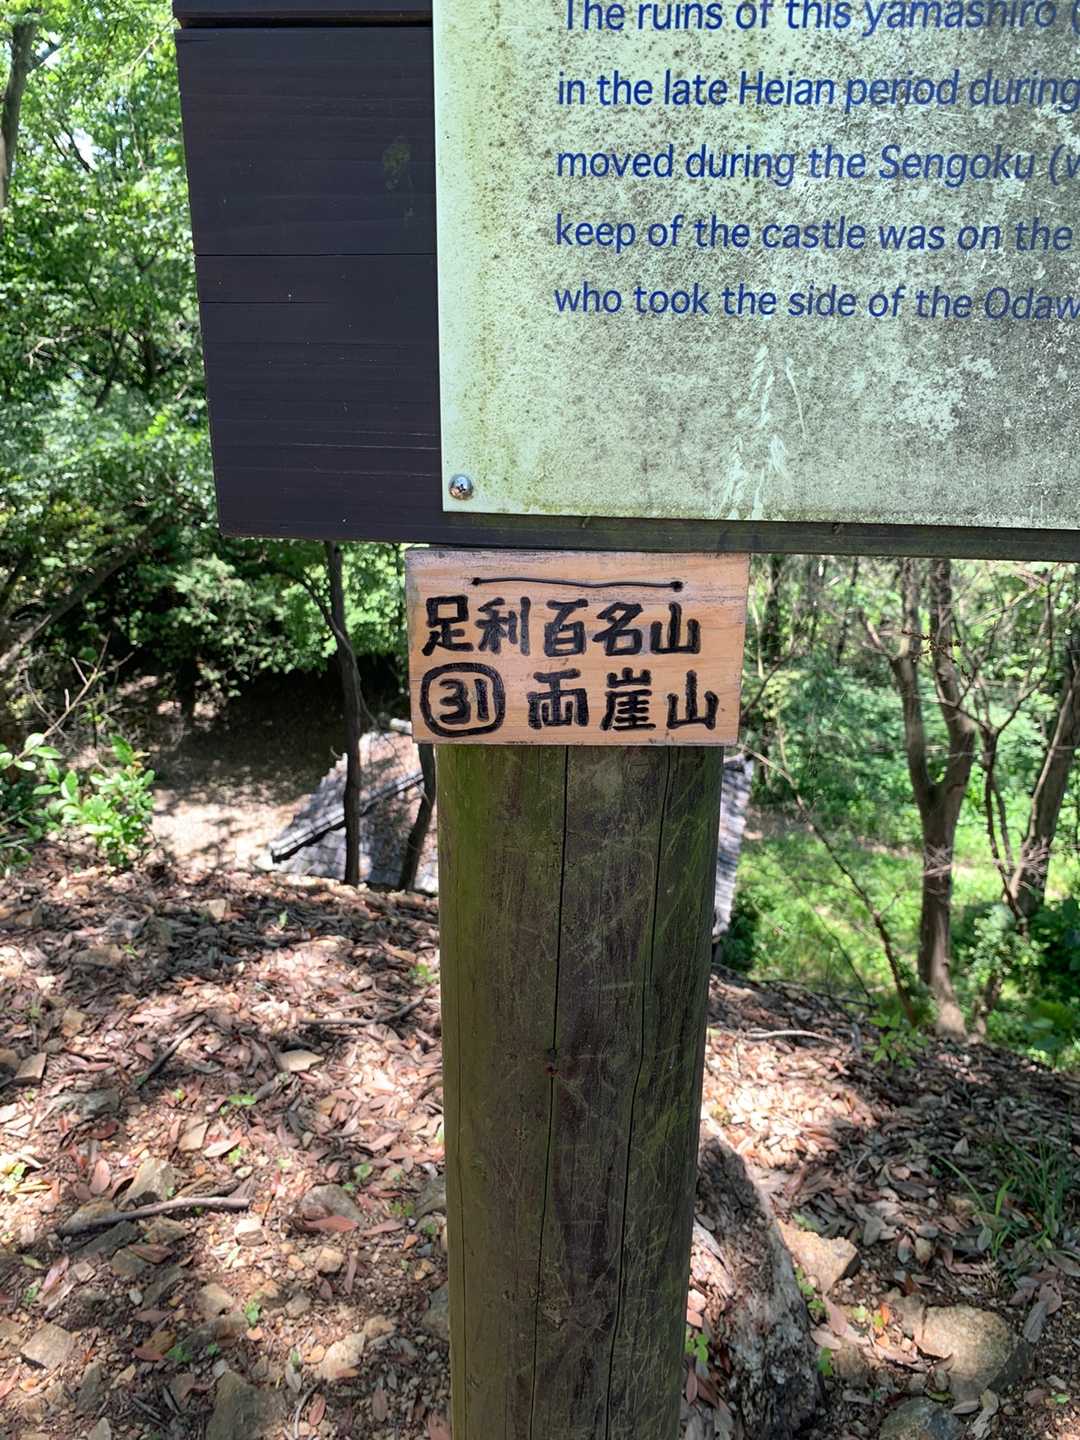 The ruins of this yamashiro (
in the late Heian period during
moved during the Sengoku (
keep of the castle was on the
who took the side of the
足利百名山
㉛ 両崖山